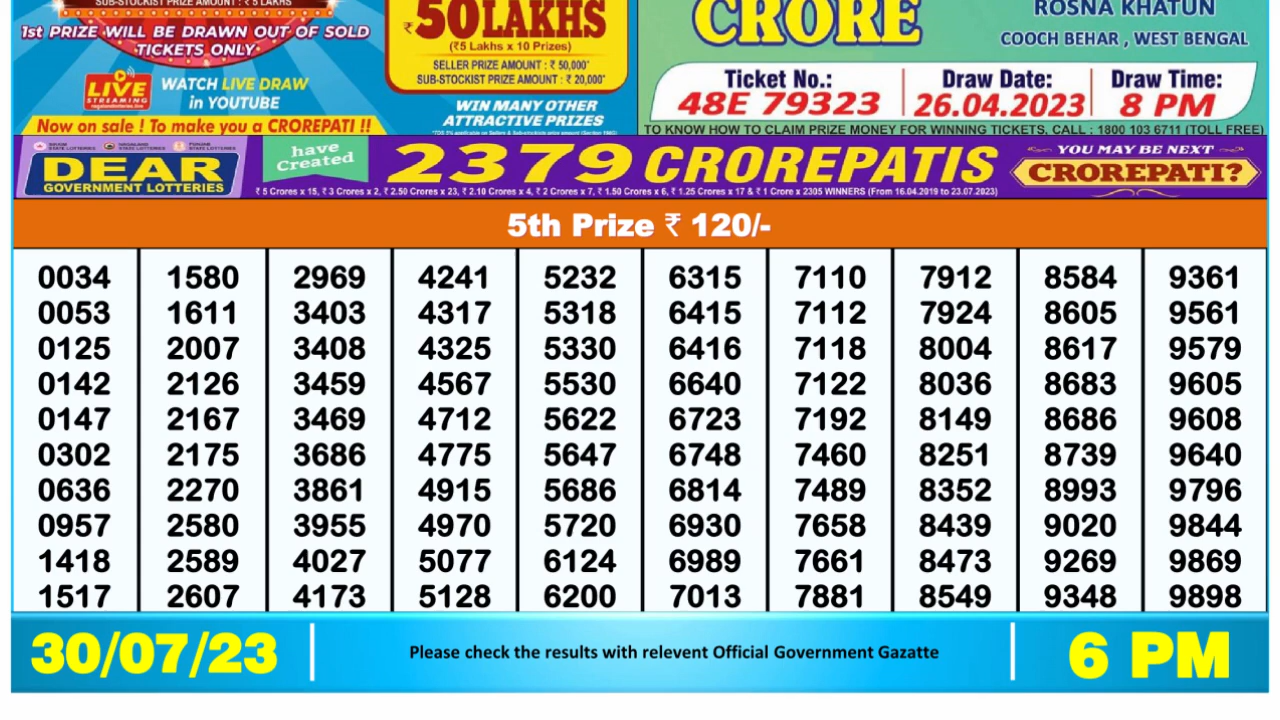 SUB-STOCKIST PRIZE AMOUNT : ₹ 5 LAKHS
1st PRIZE WILL BE DRAWN OUT OF SOLD
TICKETS ONLY
LIVE
STREAMING
WATCH LIVE DRAW
in YOUTUBE
Now on sale ! To make you a CROREPATI !!
₹ 50 LAKHS
(₹5 Lakhs x 10 Prizes)
SELLER PRIZE AMOUNT : ₹ 50,000*
SUB-STOCKIST PRIZE AMOUNT : ₹ 20,000*
WIN MANY OTHER
ATTRACTIVE PRIZES
CRORE
ROSNA KHATUN
COOCH BEHAR , WEST BENGAL
Ticket No.: Draw Date: Draw Time:
48E 79323 26.04.2023 8 PM
TO KNOW HOW TO CLAIM PRIZE MONEY FOR WINNING TICKETS, CALL : 1800 103 6711 (TOLL FREE)
DEAR
GOVERNMENT LOTTERIES
have
Created
2379 CROREPATIS
₹ 5 Crores x 15, ₹ 3 Crores x 2, ₹ 2.50 Crores x 23, ₹ 2.10 Crores x 4, ₹ 2 Crores x 7, ₹ 1.50 Crores x 6, ₹ 1.25 Crores x 17 & ₹ 1 Crore x 2305 WINNERS (From 16.04.2019 to 23.07.2023)
YOU MAY BE NEXT
CROREPATI?
5th Prize ₹ 120/-
0034 1580 2969 4241 5232 6315 7110 7912 8584 9361
0053 1611 3403 4317 5318 6415 7112 7924 8605 9561
0125 2007 3408 4325 5330 6416 7118 8004 8617 9579
0142 2126 3459 4567 5530 6640 7122 8036 8683 9605
0147 2167 3469 4712 5622 6723 7192 8149 8686 9608
0302 2175 3686 4775 5647 6748 7460 8251 8739 9640
0636 2270 3861 4915 5686 6814 7489 8352 8993 9796
0957 2580 3955 4970 5720 6930 7658 8439 9020 9844
1418 2589 4027 5077 6124 6989 7661 8473 9269 9869
1517 2607 4173 5128 6200 7013 7881 8549 9348 9898
30/07/23
Please check the results with relevent Official Government Gazatte
6 PM